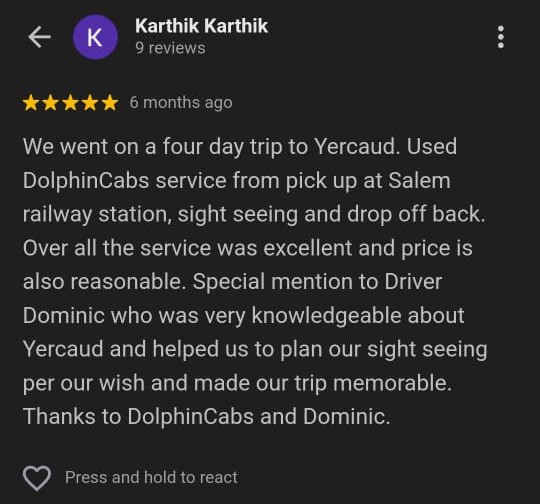 Karthik Karthik
9 reviews
K
6 months ago
We went on a four day trip to Yercaud. Used
DolphinCabs service from pick up at Salem
railway station, sight seeing and drop off back.
Over all the service was excellent and price is
also reasonable. Special mention to Driver
Dominic who was very knowledgeable about
Yercaud and helped us to plan our sight seeing
per our wish and made our trip memorable.
Thanks to DolphinCabs and Dominic.
Press and hold to react